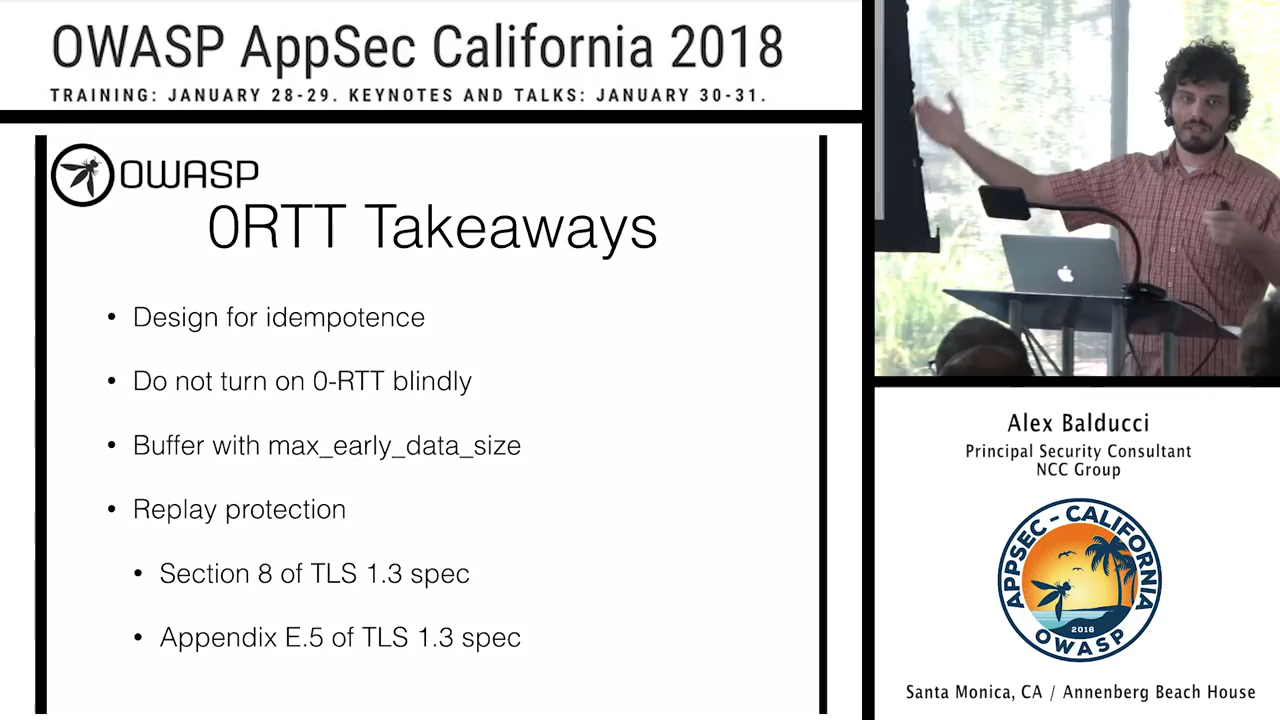 OWASP AppSec California 2018
TRAINING: JANUARY 28-29. KEYNOTES AND TALKS: JANUARY 30-31.
OWASP
0RTT Takeaways
• Design for idempotence
• Do not turn on 0-RTT blindly
• Buffer with max_early_data_size
• Replay protection
• Section 8 of TLS 1.3 spec
• Appendix E.5 of TLS 1.3 spec
Alex Balducci
Principal Security Consultant
NCC Group
APPSEC - CALIFORNIA
2018
OWASP
Santa Monica, CA / Annenberg Beach House